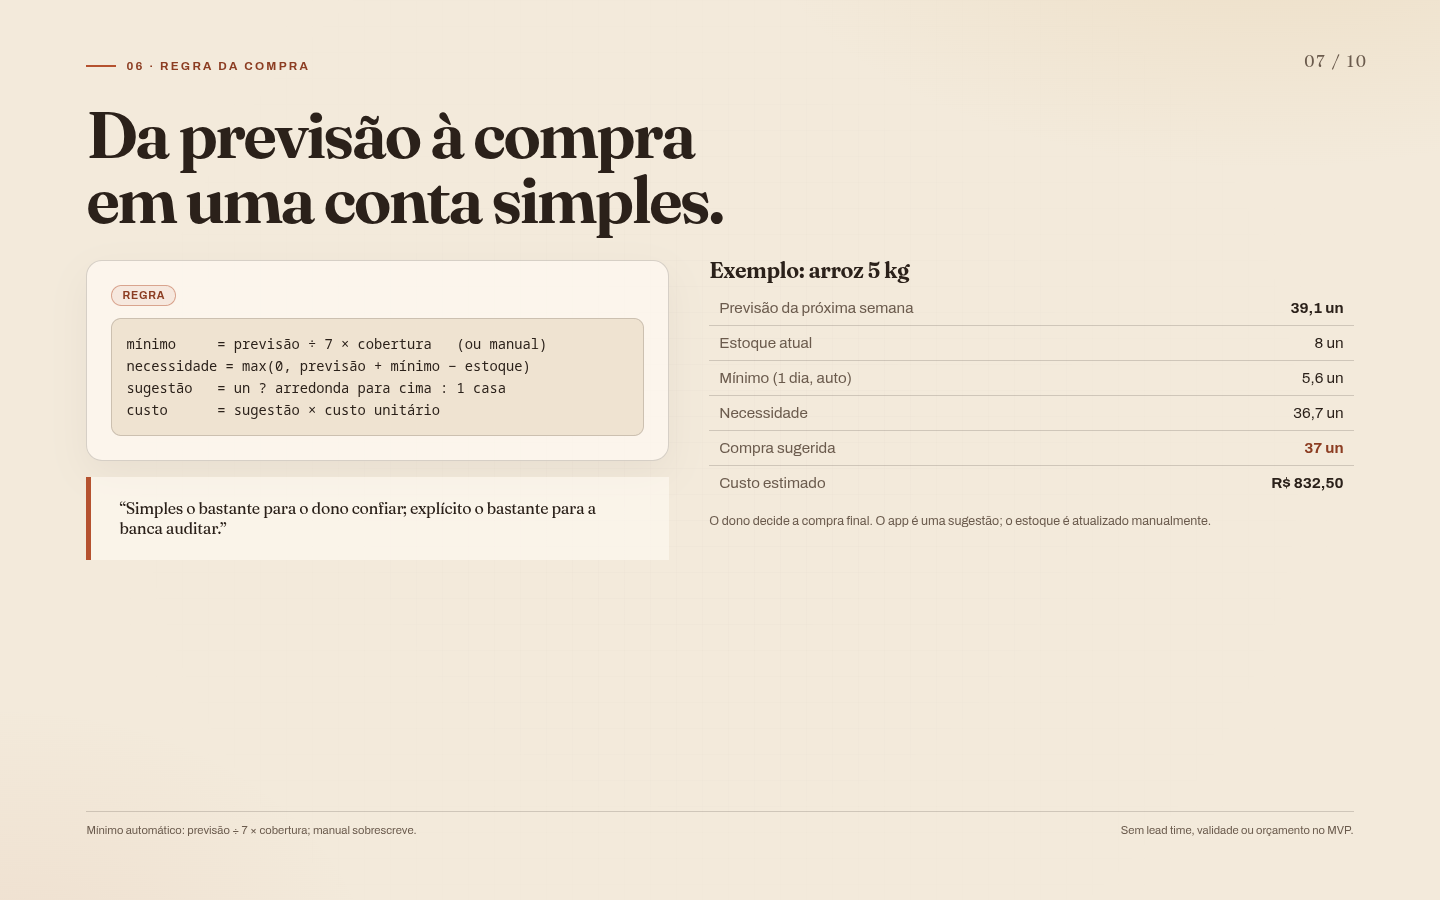 06 · REGRA DA COMPRA
07 / 10
Da previsão à compra
em uma conta simples.
REGRA
mínimo     = previsão ÷ 7 × cobertura   (ou manual)
necessidade = max(0, previsão + mínimo − estoque)
sugestão   = un ? arredonda para cima : 1 casa
custo      = sugestão × custo unitário
“Simples o bastante para o dono confiar; explícito o bastante para a
banca auditar.”
Exemplo: arroz 5 kg
Previsão da próxima semana 39,1 un
Estoque atual 8 un
Mínimo (1 dia, auto) 5,6 un
Necessidade 36,7 un
Compra sugerida 37 un
Custo estimado R$ 832,50
O dono decide a compra final. O app é uma sugestão; o estoque é atualizado manualmente.
Mínimo automático: previsão ÷ 7 × cobertura; manual sobrescreve.
Sem lead time, validade ou orçamento no MVP.